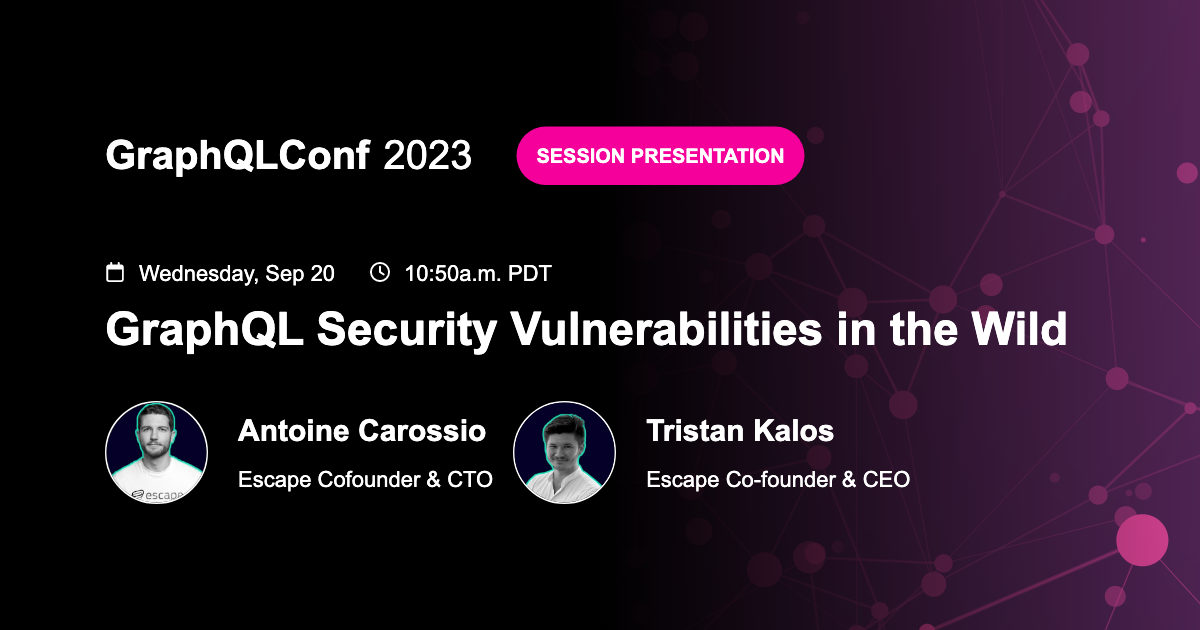 GraphQLConf 2023
SESSION PRESENTATION
Wednesday, Sep 20 10:50a.m. PDT
GraphQL Security Vulnerabilities in the Wild
Antoine Carossio
Escape Cofounder & CTO
escape
Tristan Kalos
Escape Co-founder & CEO